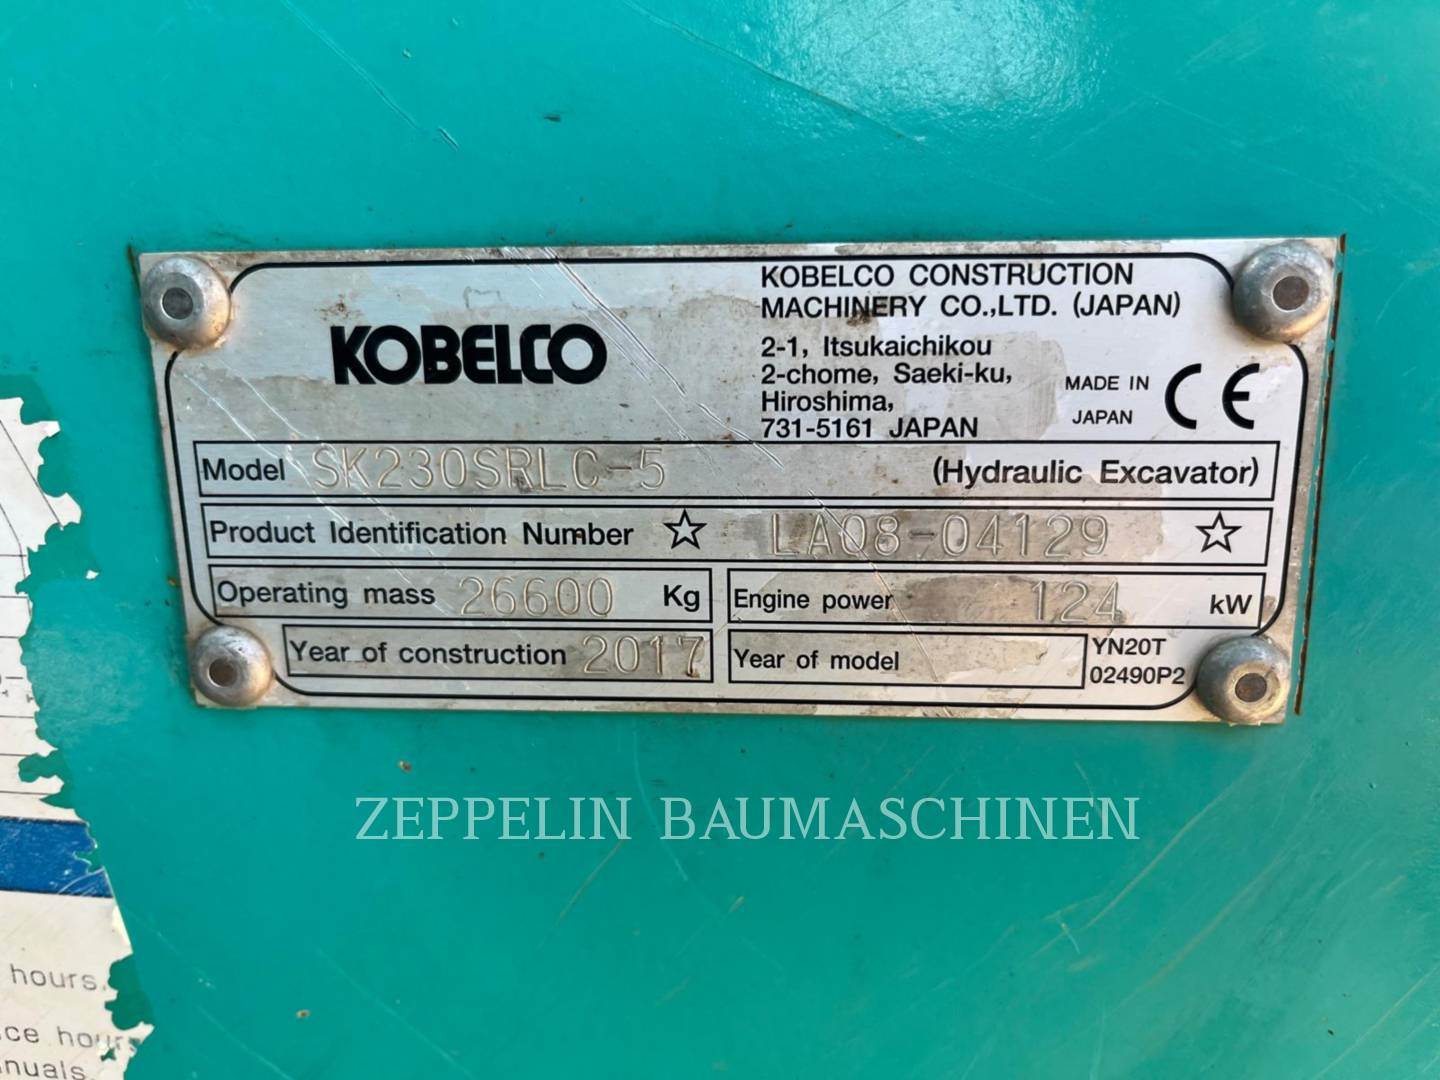 KOBELCO
KOBELCO CONSTRUCTION
MACHINERY CO.,LTD. (JAPAN)
2-1, Itsukaichikou
2-chome, Saeki-ku,
Hiroshima,
731-5161 JAPAN
MADE IN
JAPAN
CE
Model SK230SRLC-5 (Hydraulic Excavator)
Product Identification Number ☆ LA08-04129 ☆
Operating mass 26600 Kg
Engine power 124 kW
Year of construction 2017
Year of model
YN20T
02490P2
ZEPPELIN BAUMASCHINEN
hours.
hours